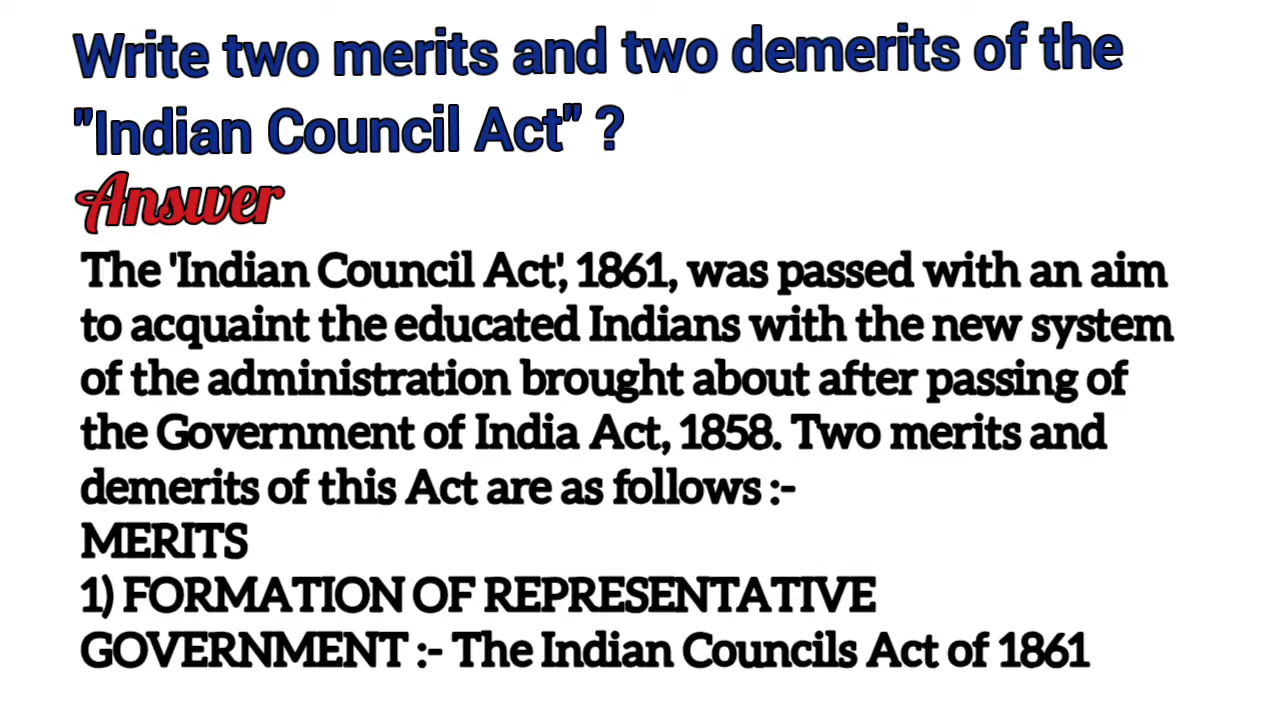 Write two merits and two demerits of the
"Indian Council Act" ?
Answer
The 'Indian Council Act', 1861, was passed with an aim
to acquaint the educated Indians with the new system
of the administration brought about after passing of
the Government of India Act, 1858. Two merits and
demerits of this Act are as follows :-
MERITS
1) FORMATION OF REPRESENTATIVE
GOVERNMENT :- The Indian Councils Act of 1861